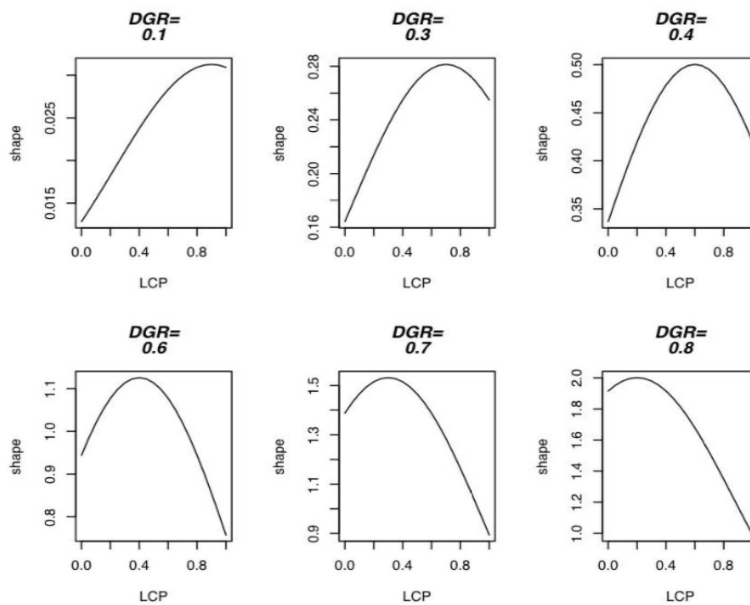 DGR=
0.1
DGR=
0.3
DGR=
0.4
shape
0.015
0.025
0.0 0.4 0.8
LCP
shape
0.16
0.20
0.24
0.28
0.0 0.4 0.8
LCP
shape
0.35
0.40
0.45
0.50
0.0 0.4 0.8
LCP
DGR=
0.6
DGR=
0.7
DGR=
0.8
shape
0.8
0.9
1.0
1.1
0.0 0.4 0.8
LCP
shape
0.9
1.1
1.3
1.5
0.0 0.4 0.8
LCP
shape
1.0
1.2
1.4
1.6
1.8
2.0
0.0 0.4 0.8
LCP